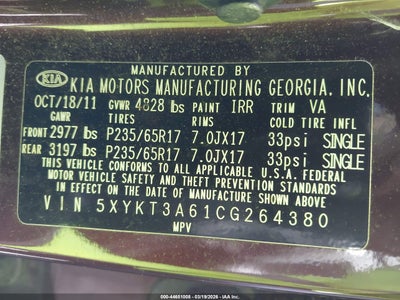 MANUFACTURED BY
KIA KIA MOTORS MANUFACTURING GEORGIA, INC.
OCT/18/11 GVWR 4828 lbs PAINT IRR TRIM VA
GAWR TIRES RIMS COLD TIRE INFL
FRONT 2977 lbs P235/65R17 7.0JX17 33psi SINGLE
REAR 3197 lbs P235/65R17 7.0JX17 33psi SINGLE
THIS VEHICLE CONFORMS TO ALL APPLICABLE U.S.A. FEDERAL
MOTOR VEHICLE SAFETY AND THEFT PREVENTION STANDARDS
IN EFFECT ON THE DATE OF MANUFACTURE SHOWN ABOVE.
VIN 5XYKT3A61CG264380
MPV
000-44651008 - 03/19/2026 - IAAI.COM